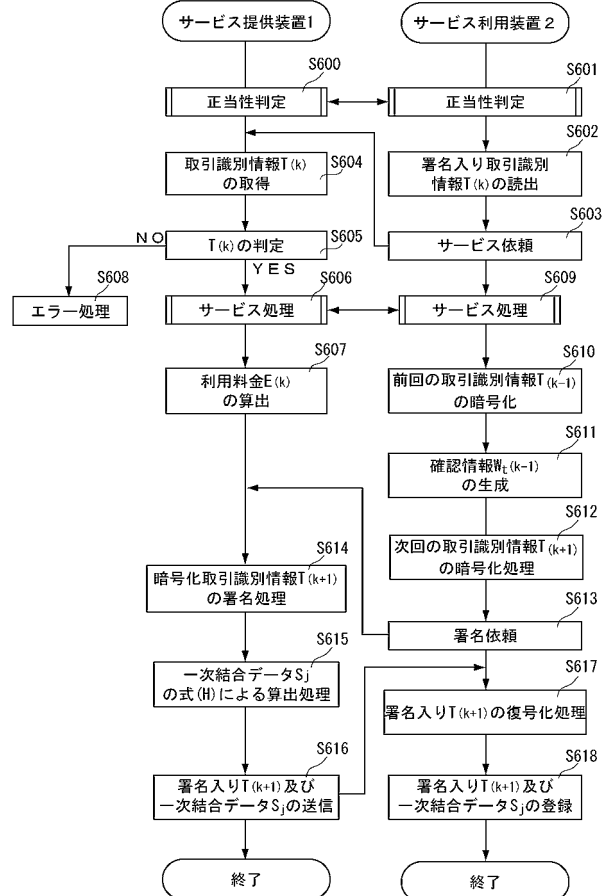 サービス提供装置1
サービス利用装置2
S600
正当性判定
S601
正当性判定
S602
署名入り取引識別
情報T(k)の読出
S604
取引識別情報T(k)
の取得
S603
サービス依頼
S605
T(k)の判定
NO
YES
S608
エラー処理
S606
サービス処理
S609
サービス処理
S607
利用料金E(k)
の算出
S610
前回の取引識別情報T(k-1)
の暗号化
S611
確認情報Wt(k-1)
の生成
S612
次回の取引識別情報T(k+1)
の暗号化処理
S614
暗号化取引識別情報T(k+1)
の署名処理
S613
署名依頼
S615
一次結合データSj
の式(H)による算出処理
S617
署名入りT(k+1)の復号化処理
S616
署名入りT(k+1)及び
一次結合データSjの送信
S618
署名入りT(k+1)及び
一次結合データSjの登録
終了
終了